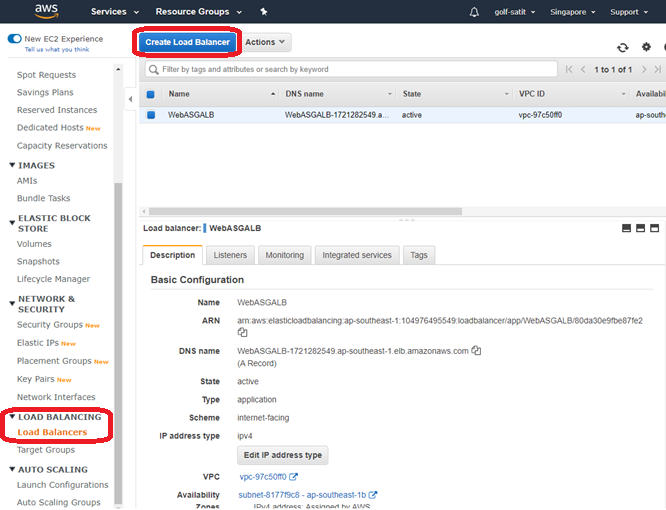 aws
Services
Resource Groups
golf-satit
Singapore
Support
New EC2 Experience
Tell us what you think
Spot Requests
Savings Plans
Reserved Instances
Dedicated Hosts New
Capacity Reservations
IMAGES
AMIs
Bundle Tasks
ELASTIC BLOCK
STORE
Volumes
Snapshots
Lifecycle Manager
NETWORK &
SECURITY
Security Groups New
Elastic IPs New
Placement Groups New
Key Pairs New
Network Interfaces
LOAD BALANCING
Load Balancers
Target Groups
AUTO SCALING
Launch Configurations
Auto Scaling Groups
Create Load Balancer
Actions
Filter by tags and attributes or search by keyword
1 to 1 of 1
Name DNS name State VPC ID Availabi
WebASGALB WebASGALB-1721282549.a... active vpc-97c50ff0 ap-southe
Load balancer: WebASGALB
Description Listeners Monitoring Integrated services Tags
Basic Configuration
Name WebASGALB
ARN arn:aws:elasticloadbalancing:ap-southeast-1:104976495549:loadbalancer/app/WebASGALB/80da30e9fbe87fe2
DNS name WebASGALB-1721282549.ap-southeast-1.elb.amazonaws.com
(A Record)
State active
Type application
Scheme internet-facing
IP address type ipv4
Edit IP address type
VPC vpc-97c50ff0
Availability subnet-8177f9c8 - ap-southeast-1b
Zones IPv4 address: Assigned by AWS